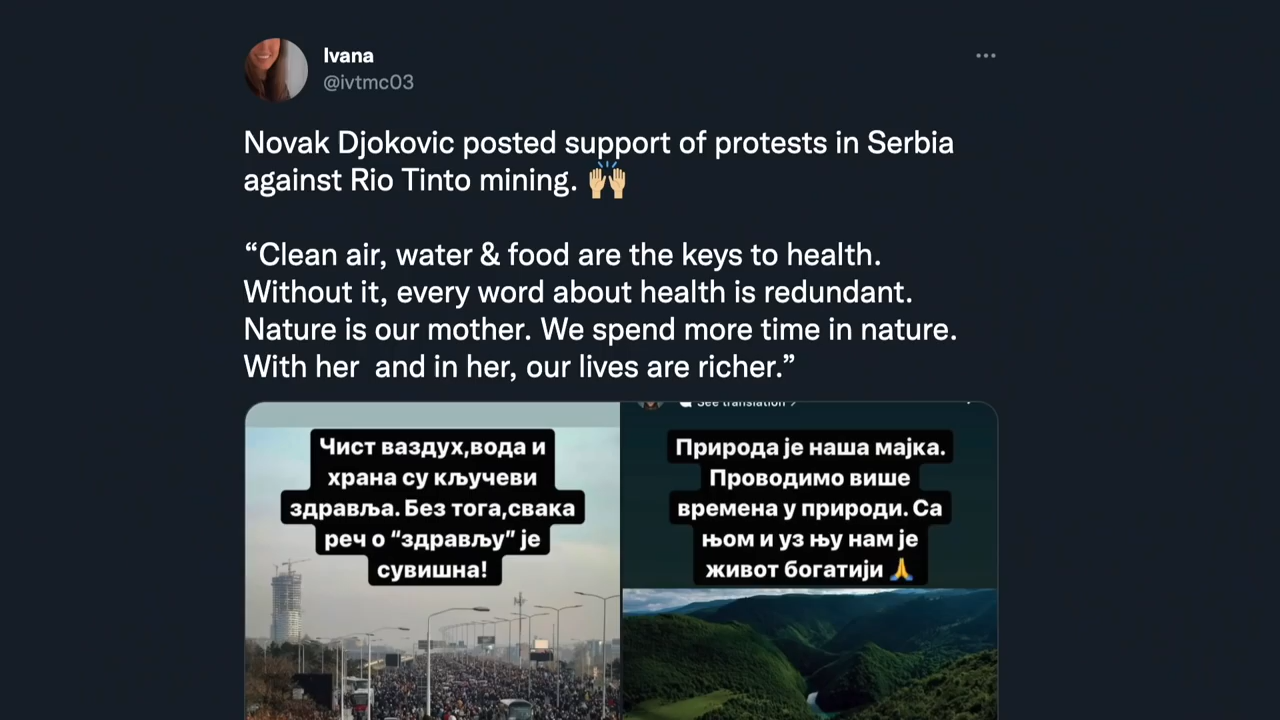 Ivana
@ivtmc03
Novak Djokovic posted support of protests in Serbia
against Rio Tinto mining. 🙌🏼
“Clean air, water & food are the keys to health.
Without it, every word about health is redundant.
Nature is our mother. We spend more time in nature.
With her  and in her, our lives are richer.”
Чист ваздух,вода и
храна су кључеви
здравља. Без тога,свака
реч о “здрављу” је
сувишна!
See translation
Природа је наша мајка.
Проводимо више
времена у природи. Са
њом и уз њу нам је
живот богатији 🙏